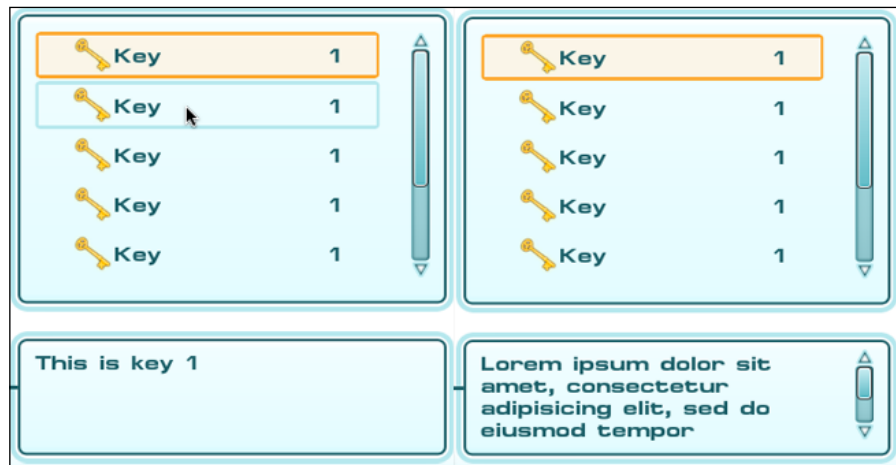 Key 1
Key 1
Key 1
Key 1
Key 1
This is key 1
Key 1
Key 1
Key 1
Key 1
Key 1
Lorem ipsum dolor sit
amet, consectetur
adipisicing elit, sed do
eiusmod tempor